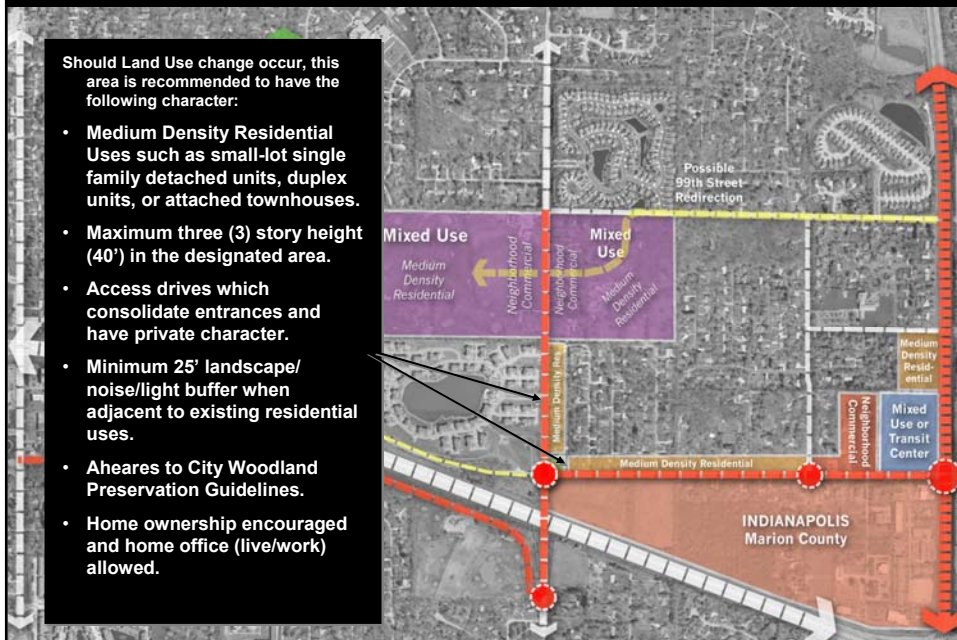 Should Land Use change occur, this
area is recommended to have the
following character:
• Medium Density Residential
Uses such as small-lot single
family detached units, duplex
units, or attached townhouses.
• Maximum three (3) story height
(40’) in the designated area.
• Access drives which
consolidate entrances and
have private character.
• Minimum 25’ landscape/
noise/light buffer when
adjacent to existing residential
uses.
• Aheares to City Woodland
Preservation Guidelines.
• Home ownership encouraged
and home office (live/work)
allowed.
Possible
99th Street
Redirection
Mixed Use
Medium
Density
Residential
Neighborhood
Commercial
Neighborhood
Commercial
Mixed
Use
Medium
Density
Residential
Medium Density Res
Medium Density Residential
Medium
Density
Resid-
ential
Neighborhood
Commercial
Mixed
Use or
Transit
Center
INDIANAPOLIS
Marion County